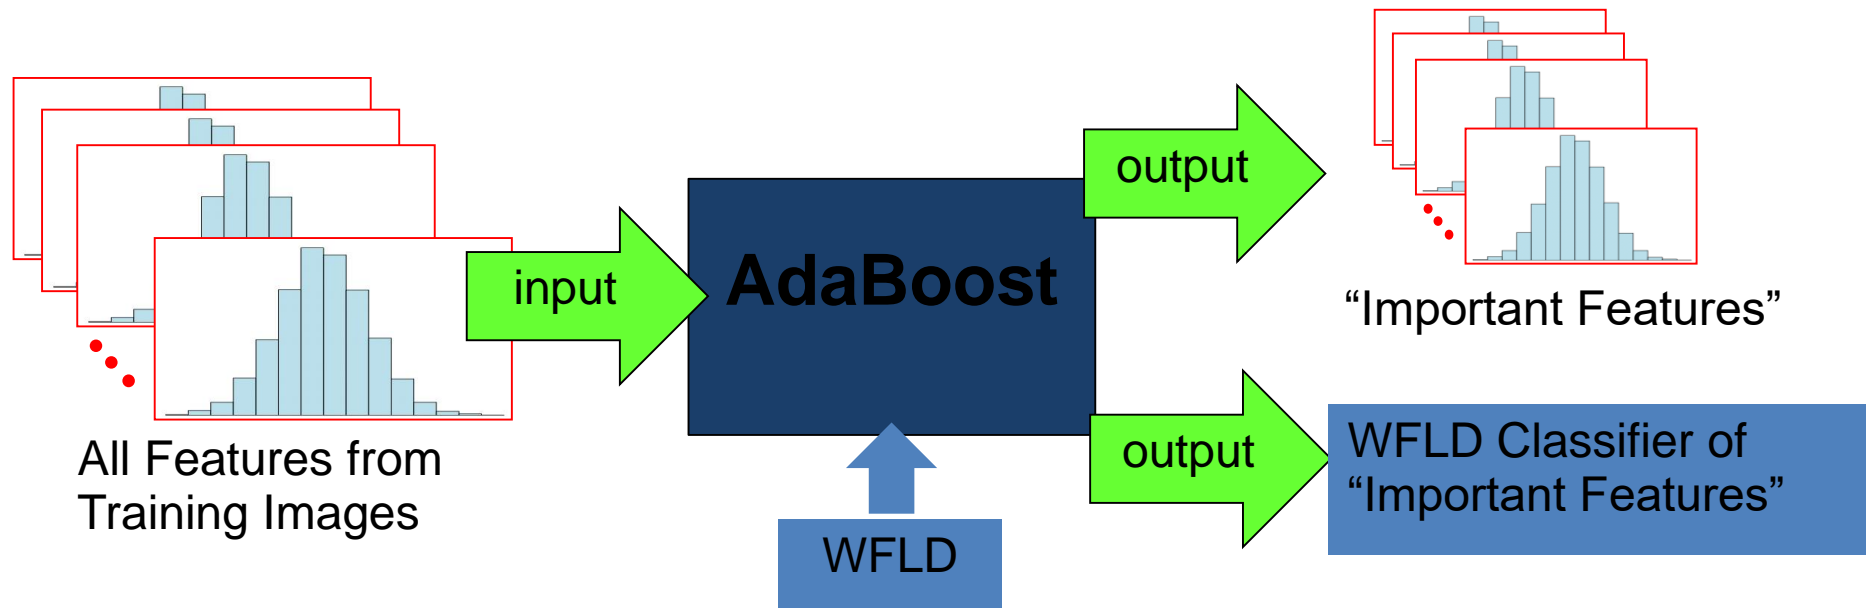 All Features from
Training Images
input
AdaBoost
WFLD
output
“Important Features”
output
WFLD Classifier of
“Important Features”